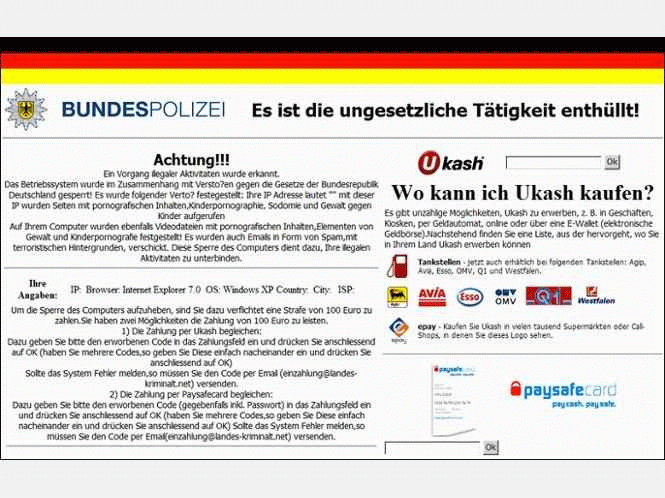 BUNDESPOLIZEI
Es ist die ungesetzliche Tätigkeit enthüllt!
Achtung!!!
Ein Vorgang illegaler Aktivitäten wurde erkannt.
Das Betriebssystem wurde im Zusammenhang mit Versto?en gegen die Gesetze der Bundesrepublik
Deutschland gesperrt! Es wurde folgender Verto? festgestellt: Ihre IP Adresse lautet "" mit dieser
IP wurden Seiten mit pornografischen Inhalten,Kinderpornographie, Sodomie und Gewalt gegen
Kinder aufgerufen
Auf Ihrem Computer wurden ebenfalls Videodateien mit pornografischen Inhalten,Elementen von
Gewalt und Kinderpornografe festgestellt! Es wurden auch Emails in Form von Spam,mit
terroristischen Hintergrunden, verschickt. Diese Sperre des Computers dient dazu, Ihre illegalen
Aktivitäten zu unterbinden.
Ihre
Angaben:
IP: Browser: Internet Explorer 7.0 OS: Windows XP Country: City: ISP:
Um die Sperre des Computers aufzuheben, sind Sie dazu verflichtet eine Strafe von 100 Euro zu
zahlen.Sie haben zwei Möglichkeiten die Zahlung von 100 Euro zu leisten.
1) Die Zahlung per Ukash begleichen:
Dazu geben Sie bitte den erworbenen Code in das Zahlungsfeld ein und drücken Sie anschliessend
auf OK (haben Sie mehrere Codes,so geben Sie Diese einfach nacheinander ein und drücken Sie
anschliessend auf OK)
Sollte das System Fehler melden,so müssen Sie den Code per Email (einzahlung@landes-
kriminalt.net) versenden.
2) Die Zahlung per Paysafecard begleichen:
Dazu geben Sie bitte den erworbenen Code (gegebenfalls inkl. Passwort) in das Zahlungsfeld ein
und drücken Sie anschliessend auf OK (haben Sie mehrere Codes,so geben Sie Diese einfach
nacheinander ein und drücken Sie anschliessend auf OK) Sollte das System Fehler melden,so
müssen Sie den Code per Email(einzahlung@landes-kriminalt.net) versenden.
Ukash
Ok
Wo kann ich Ukash kaufen?
Es gibt unzählige Möglichkeiten, Ukash zu erwerben, z. B. in Geschäften,
Kiosken, per Geldautomat, online oder über eine E-Wallet (elektronische
Geldbörse).Nachstehend finden Sie eine Liste, aus der hervorgeht, wo Sie
in Ihrem Land Ukash erwerben können
Tankstellen - jetzt auch erhältlich bei folgenden Tankstellen: Agip,
Avia, Esso, OMV, Q1 und Westfalen.
Agip
AVIA
Esso
OMV
Q1
Westfalen
epay
epay - Kaufen Sie Ukash in vielen tausend Supermärkten oder Call-
Shops, in denen Sie dieses Logo sehen.
paysafecard
paysafecard
pay cash. pay safe.
Ok